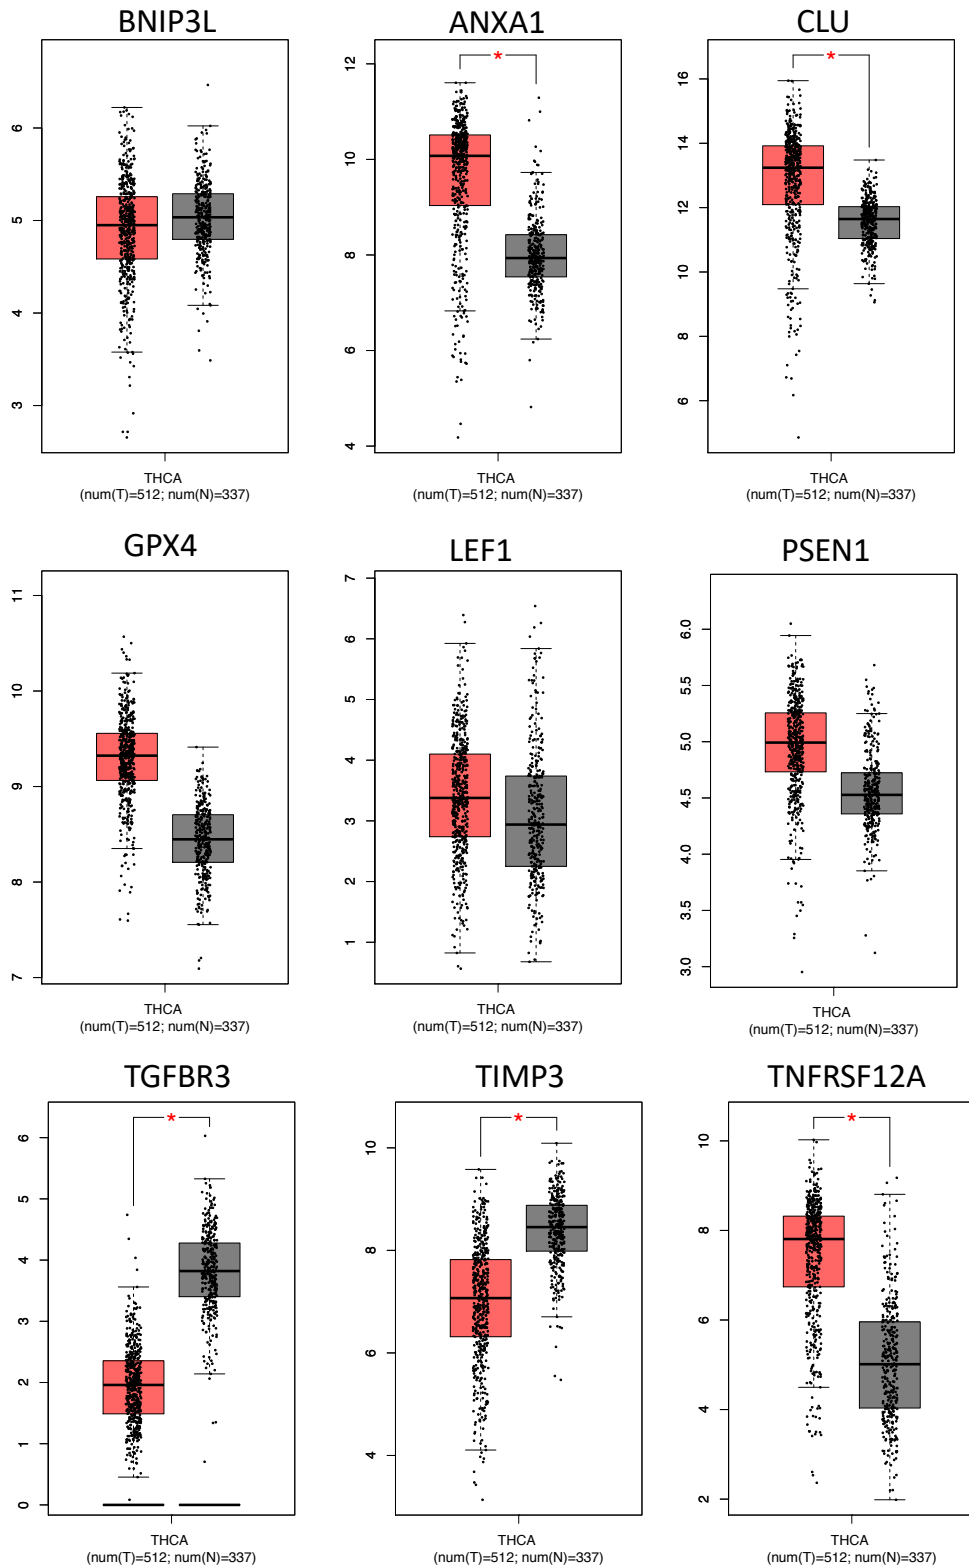 BNIP3L
ANXA1
CLU
6
5
4
3
THCA
(num(T)=512; num(N)=337)
12
10
8
6
4
*
THCA
(num(T)=512; num(N)=337)
16
14
12
10
8
6
*
THCA
(num(T)=512; num(N)=337)
GPX4
LEF1
PSEN1
11
10
9
8
7
THCA
(num(T)=512; num(N)=337)
7
6
5
4
3
2
1
THCA
(num(T)=512; num(N)=337)
6.0
5.5
5.0
4.5
4.0
3.5
3.0
THCA
(num(T)=512; num(N)=337)
TGFBR3
TIMP3
TNFRSF12A
6
5
4
3
2
1
0
*
THCA
(num(T)=512; num(N)=337)
10
8
6
4
*
THCA
(num(T)=512; num(N)=337)
10
8
6
4
2
*
THCA
(num(T)=512; num(N)=337)